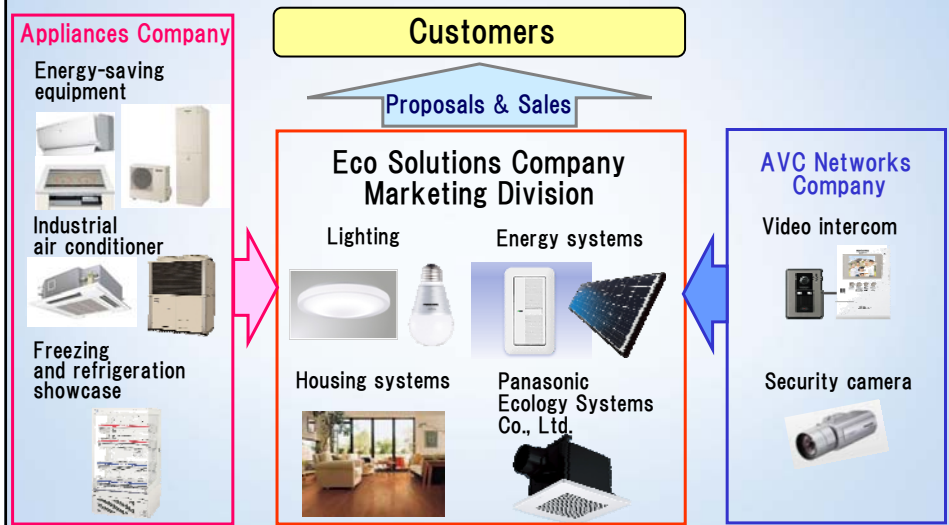 Appliances Company
Energy-saving
equipment
Industrial
air conditioner
Freezing
and refrigeration
showcase
Customers
Proposals & Sales
Eco Solutions Company
Marketing Division
Lighting
Energy systems
Housing systems
Panasonic
Ecology Systems
Co., Ltd.
AVC Networks
Company
Video intercom
Security camera